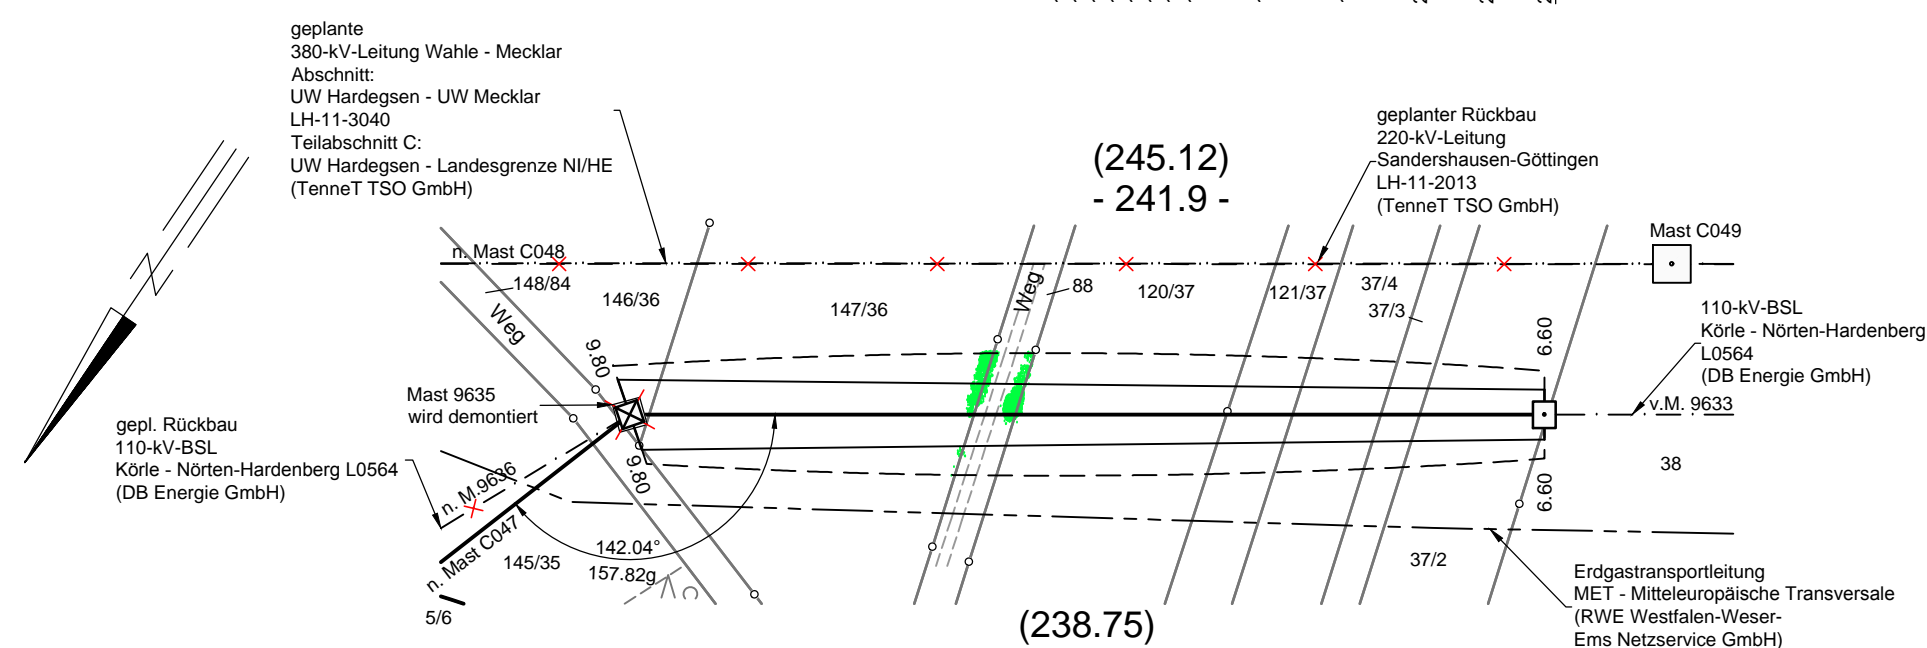 geplante
380-kV-Leitung Wahle - Mecklar
Abschnitt:
UW Hardegsen - UW Mecklar
LH-11-3040
Teilabschnitt C:
UW Hardegsen - Landesgrenze NI/HE
(TenneT TSO GmbH)
(245.12)
- 241.9 -
geplanter Rückbau
220-kV-Leitung
Sandershausen-Göttingen
LH-11-2013
(TenneT TSO GmbH)
Mast C049
n. Mast C048
148/84
146/36
147/36
Weg
88
120/37
121/37
37/4
37/3
110-kV-BSL
Körle - Nörten-Hardenberg
L0564
(DB Energie GmbH)
v.M. 9633
Weg
9.80
6.60
Mast 9635
wird demontiert
gepl. Rückbau
110-kV-BSL
Körle - Nörten-Hardenberg L0564
(DB Energie GmbH)
n. M.9636
n. Mast C047
9.80
6.60
38
142.04°
157.82g
145/35
5/6
37/2
(238.75)
Erdgastransportleitung
MET - Mitteleuropäische Transversale
(RWE Westfalen-Weser-
Ems Netzservice GmbH)